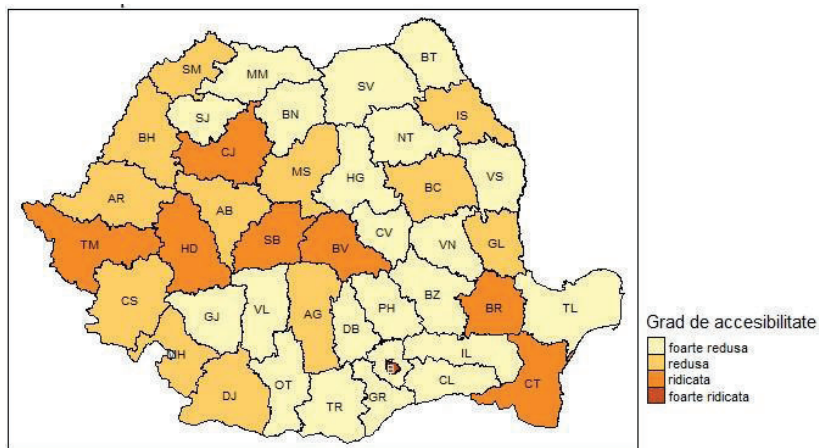 BT
SM
MM
SV
SJ
BN
IS
BH
CJ
NT
MS
HG
BC
VS
AR
AB
TM
HD
SB
BV
CV
VN
GL
CS
GJ
VL
AG
DB
PH
BZ
BR
TL
IL
DJ
OT
TR
GR
CL
CT
Grad de accesibilitate
foarte redusa
redusa
ridicata
foarte ridicata